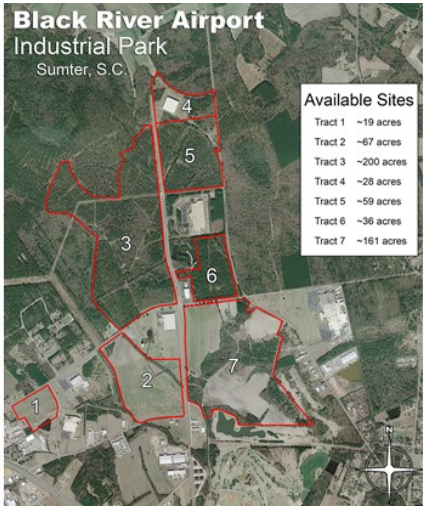 Black River Airport
Industrial Park
Sumter, S.C.
Available Sites
Tract 1 ~19 acres
Tract 2 ~67 acres
Tract 3 ~200 acres
Tract 4 ~28 acres
Tract 5 ~59 acres
Tract 6 ~36 acres
Tract 7 ~161 acres
4
5
3
6
7
2
1
N